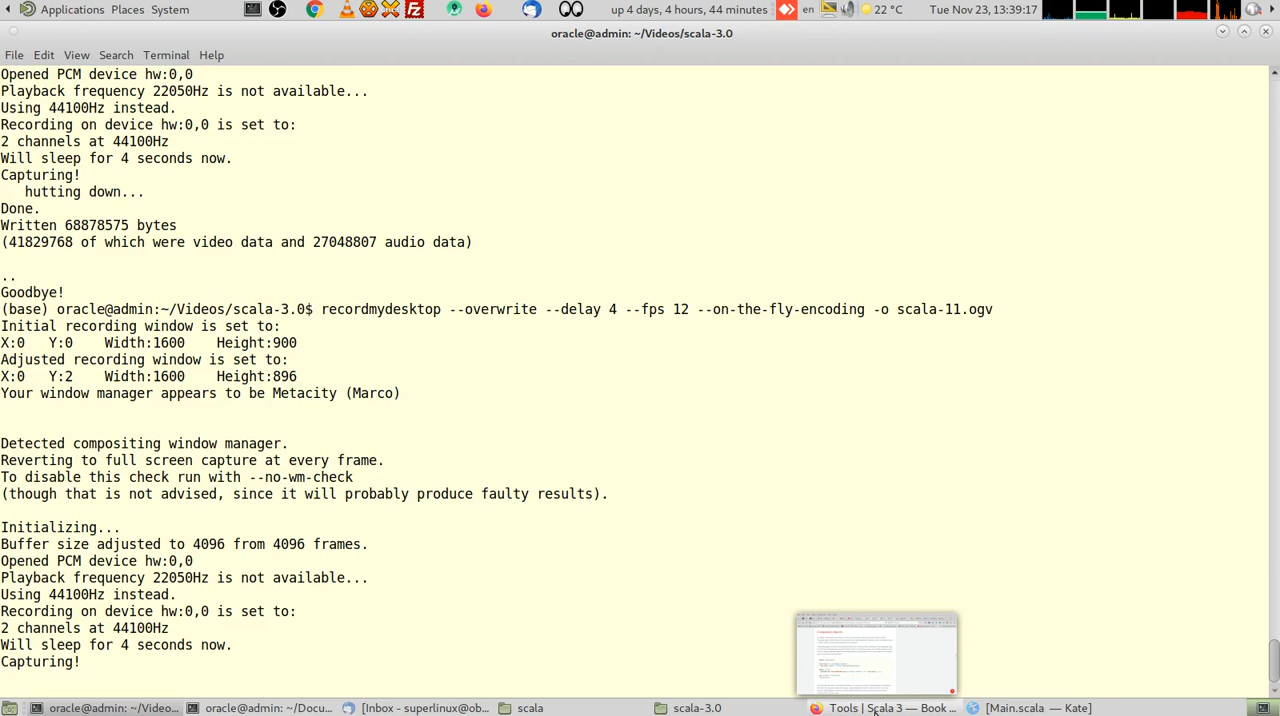 Applications Places System
up 4 days, 4 hours, 44 minutes en 22 °C Tue Nov 23, 13:39:17
oracle@admin: ~/Videos/scala-3.0
File Edit View Search Terminal Help
Opened PCM device hw:0,0
Playback frequency 22050Hz is not available...
Using 44100Hz instead.
Recording on device hw:0,0 is set to:
2 channels at 44100Hz
Will sleep for 4 seconds now.
Capturing!
hutting down...
Done.
Written 68878575 bytes
(41829768 of which were video data and 27048807 audio data)
..
Goodbye!
(base) oracle@admin:~/Videos/scala-3.0$ recordmydesktop --overwrite --delay 4 --fps 12 --on-the-fly-encoding -o scala-11.ogv
Initial recording window is set to:
X:0 Y:0 Width:1600 Height:900
Adjusted recording window is set to:
X:0 Y:2 Width:1600 Height:896
Your window manager appears to be Metacity (Marco)
Detected compositing window manager.
Reverting to full screen capture at every frame.
To disable this check run with --no-wm-check
(though that is not advised, since it will probably produce faulty results).
Initializing...
Buffer size adjusted to 4096 from 4096 frames.
Opened PCM device hw:0,0
Playback frequency 22050Hz is not available...
Using 44100Hz instead.
Recording on device hw:0,0 is set to:
2 channels at 44100Hz
Will sleep for 4 seconds now.
Capturing!
oracle@admin: ~/Video... oracle@admin: ~/Docu... [Inbox - superlinux@ob... scala scala-3.0 Tools | Scala 3 — Book ... [Main.scala — Kate]